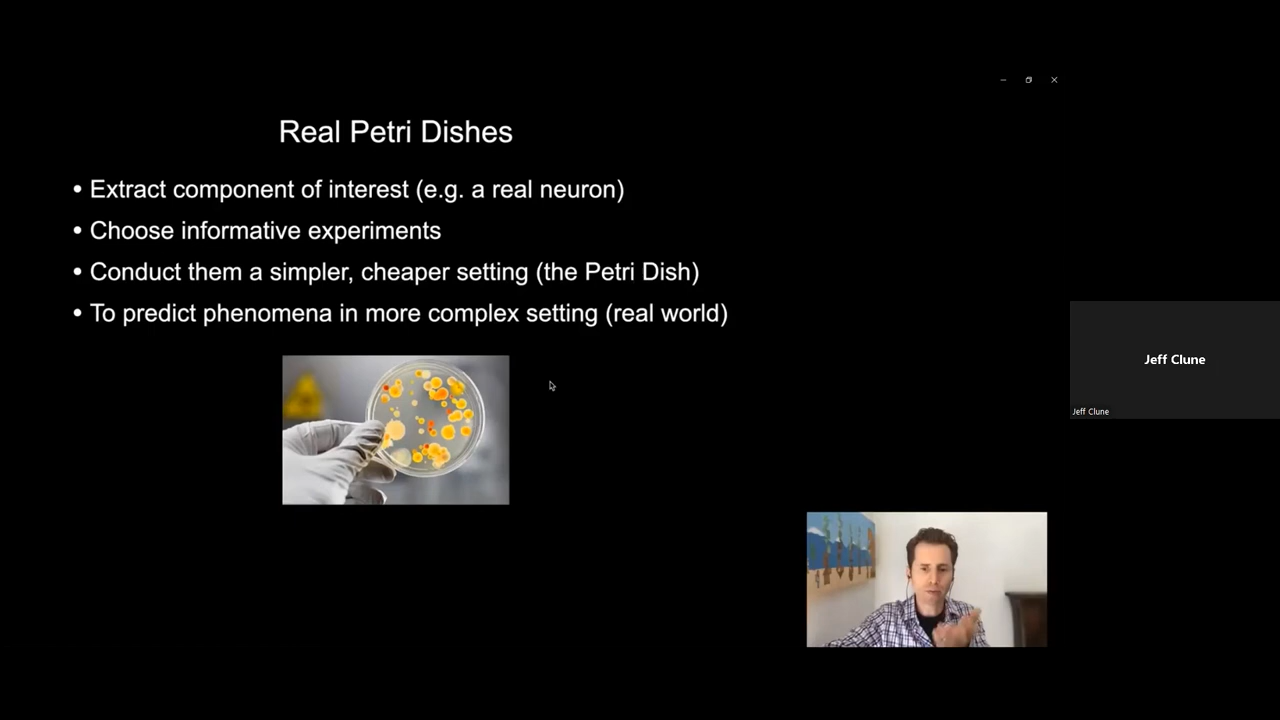 Real Petri Dishes
• Extract component of interest (e.g. a real neuron)
• Choose informative experiments
• Conduct them a simpler, cheaper setting (the Petri Dish)
• To predict phenomena in more complex setting (real world)
Jeff Clune
Jeff Clune